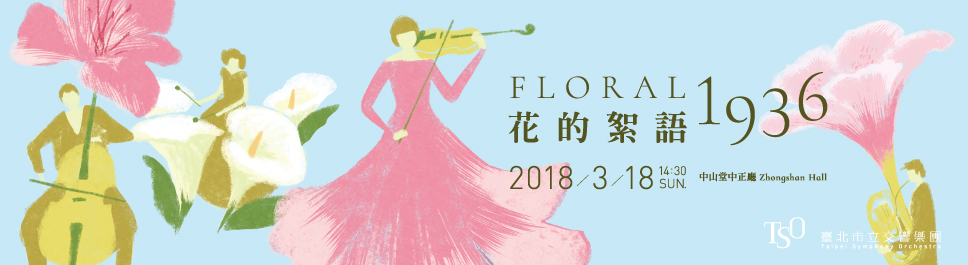 FLORAL 1936
花的絮語
2018/3/18 14:30 SUN.
中山堂中正廳 Zhongshan Hall
TSO 臺北市立交響樂團
Taipei Symphony Orchestra